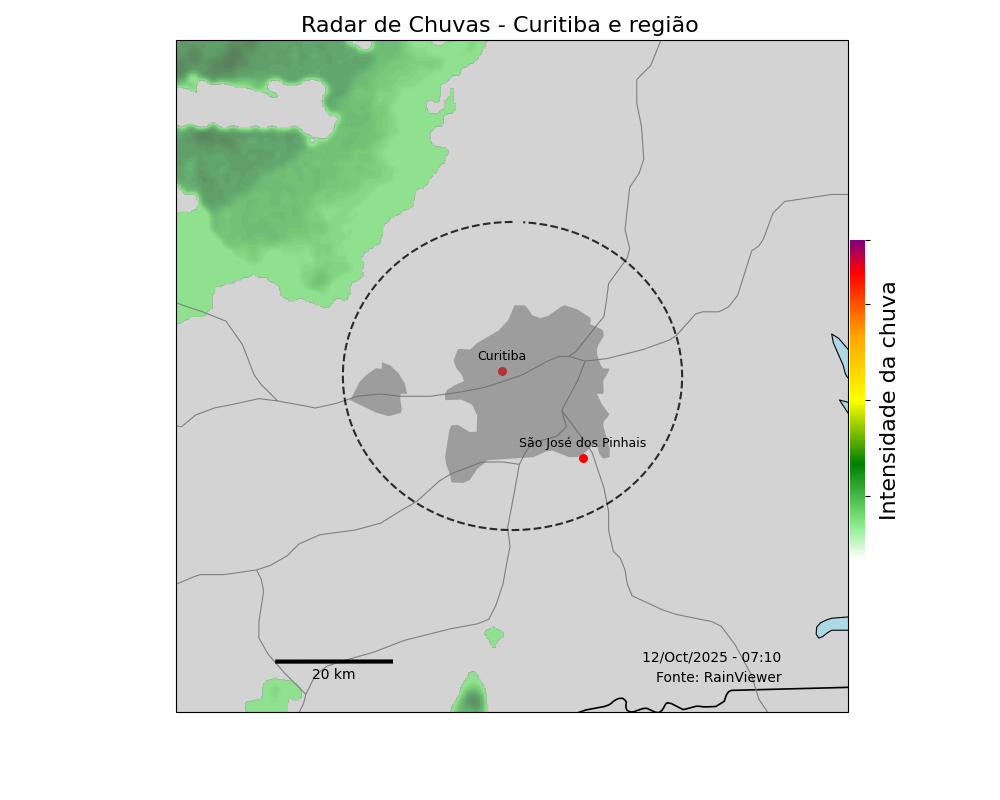 Radar de Chuvas - Curitiba e região
Curitiba
São José dos Pinhais
Intensidade da chuva
12/Oct/2025 - 07:10
Fonte: RainViewer
20 km